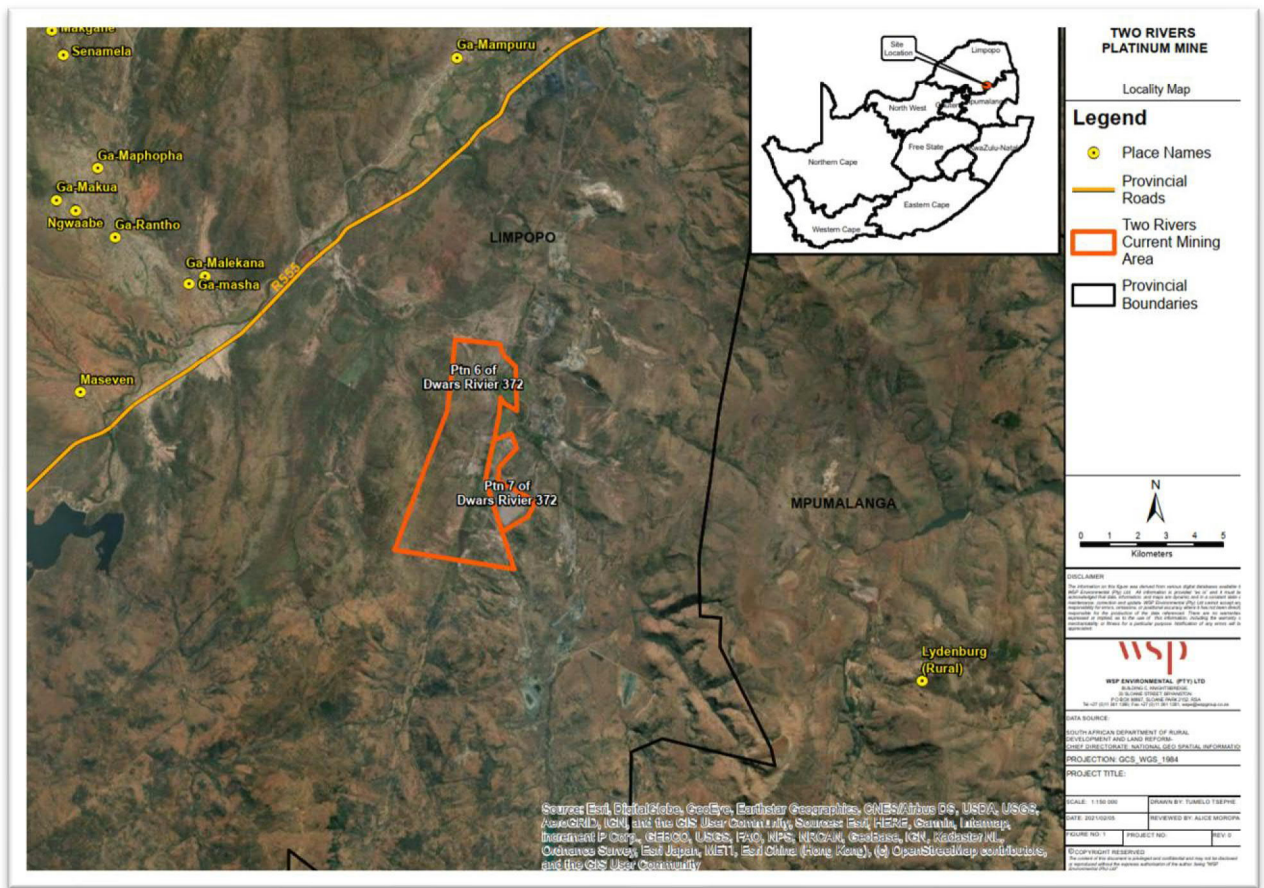 Makgane
Senamela
Ga-Mampuru
Ga-Maphopha
Ga-Makua
Ngwaabe
Ga-Rantho
Ga-Malekana
Ga-masha
R555
Maseven
LIMPOPO
Ptn 6 of
Dwars Rivier 372
Ptn 7 of
Dwars Rivier 372
MPUMALANGA
Lydenburg
(Rural)
Site
Location
Limpopo
North West
Mpumalanga
Free State
KwaZulu-Natal
Northern Cape
Eastern Cape
Western Cape
Source: Esri, DigitalGlobe, GeoEye, Earthstar Geographics, CNES/Airbus DS, USDA, USGS,
AeroGRID, IGN, and the GIS User Community, Sources: Esri, HERE, Garmin, Intermap,
increment P Corp., GEBCO, USGS, FAO, NPS, NRCAN, GeoBase, IGN, Kadaster NL,
Ordnance Survey, Esri Japan, METI, Esri China (Hong Kong), (c) OpenStreetMap contributors,
and the GIS User Community
TWO RIVERS
PLATINUM MINE
Locality Map
Legend
Place Names
Provincial
Roads
Two Rivers
Current Mining
Area
Provincial
Boundaries
N
0 1 2 3 4 5
Kilometers
DISCLAIMER
wsp
WSP ENVIRONMENTAL (PTY) LTD
BUILDING C, KNIGHTSBRIDGE,
33 SLOANE STREET, BRYANSTON
DATA SOURCE:
SOUTH AFRICAN DEPARTMENT OF RURAL
DEVELOPMENT AND LAND REFORM-
CHIEF DIRECTORATE: NATIONAL GEO SPATIAL INFORMATIO
PROJECTION: GCS_WGS_1984
PROJECT TITLE:
SCALE: 1:150 000
DRAWN BY: TUMELO TSEPHE
DATE: 2021/02/05
REVIEWED BY: ALICE MOROPA
FIGURE NO: 1
PROJECT NO:
REV: 0
© COPYRIGHT RESERVED